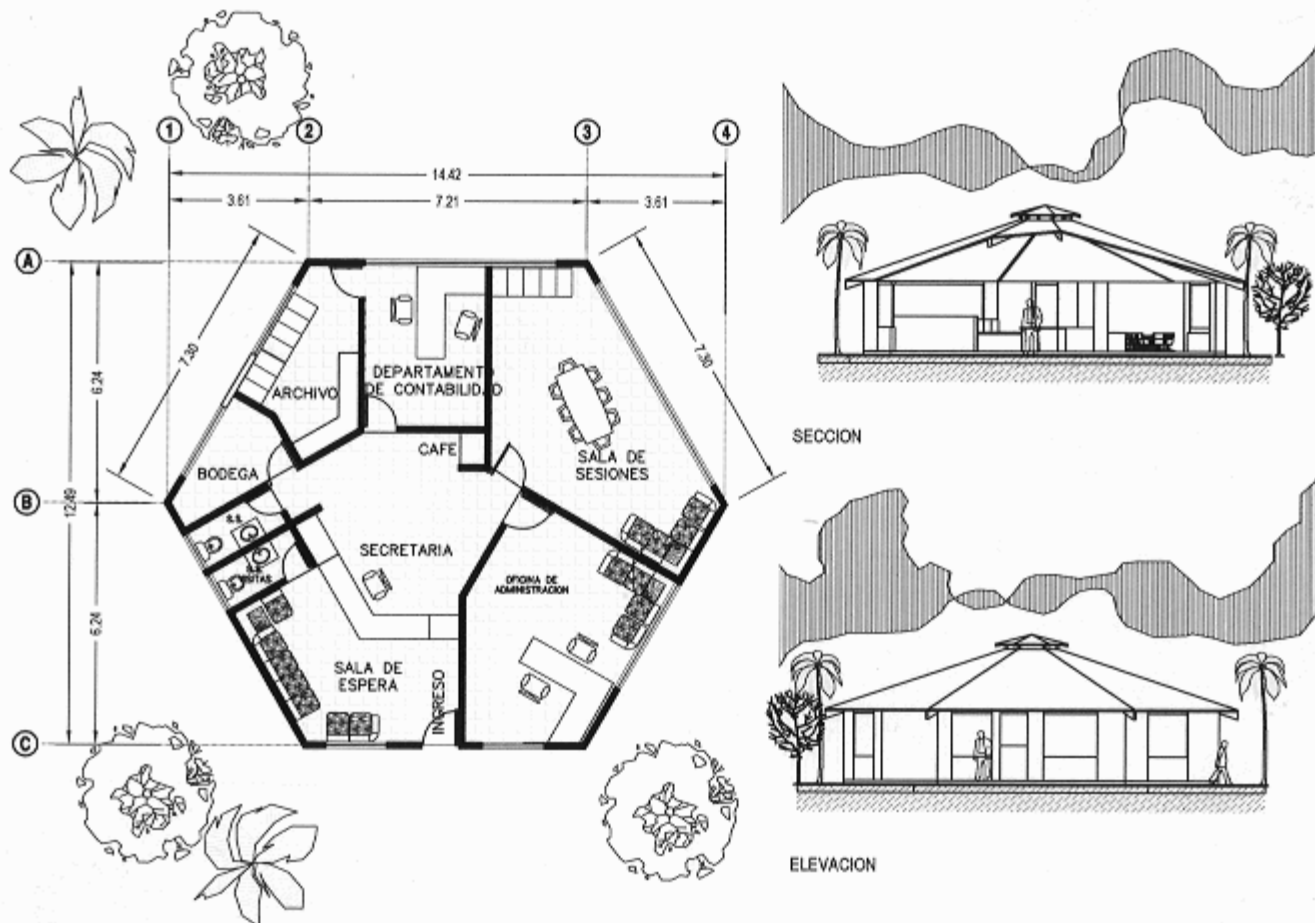 1
2
3
4
14.42
3.61
7.21
3.61
A
B
C
12.49
6.24
6.24
7.30
7.30
ARCHIVO
DEPARTAMENTO
DE CONTABILIDAD
CAFE
SALA DE
SESIONES
BODEGA
S.S.
S.S.
VISITAS
SECRETARIA
OFICINA DE
ADMINISTRACION
SALA DE
ESPERA
INGRESO
SECCION
ELEVACION